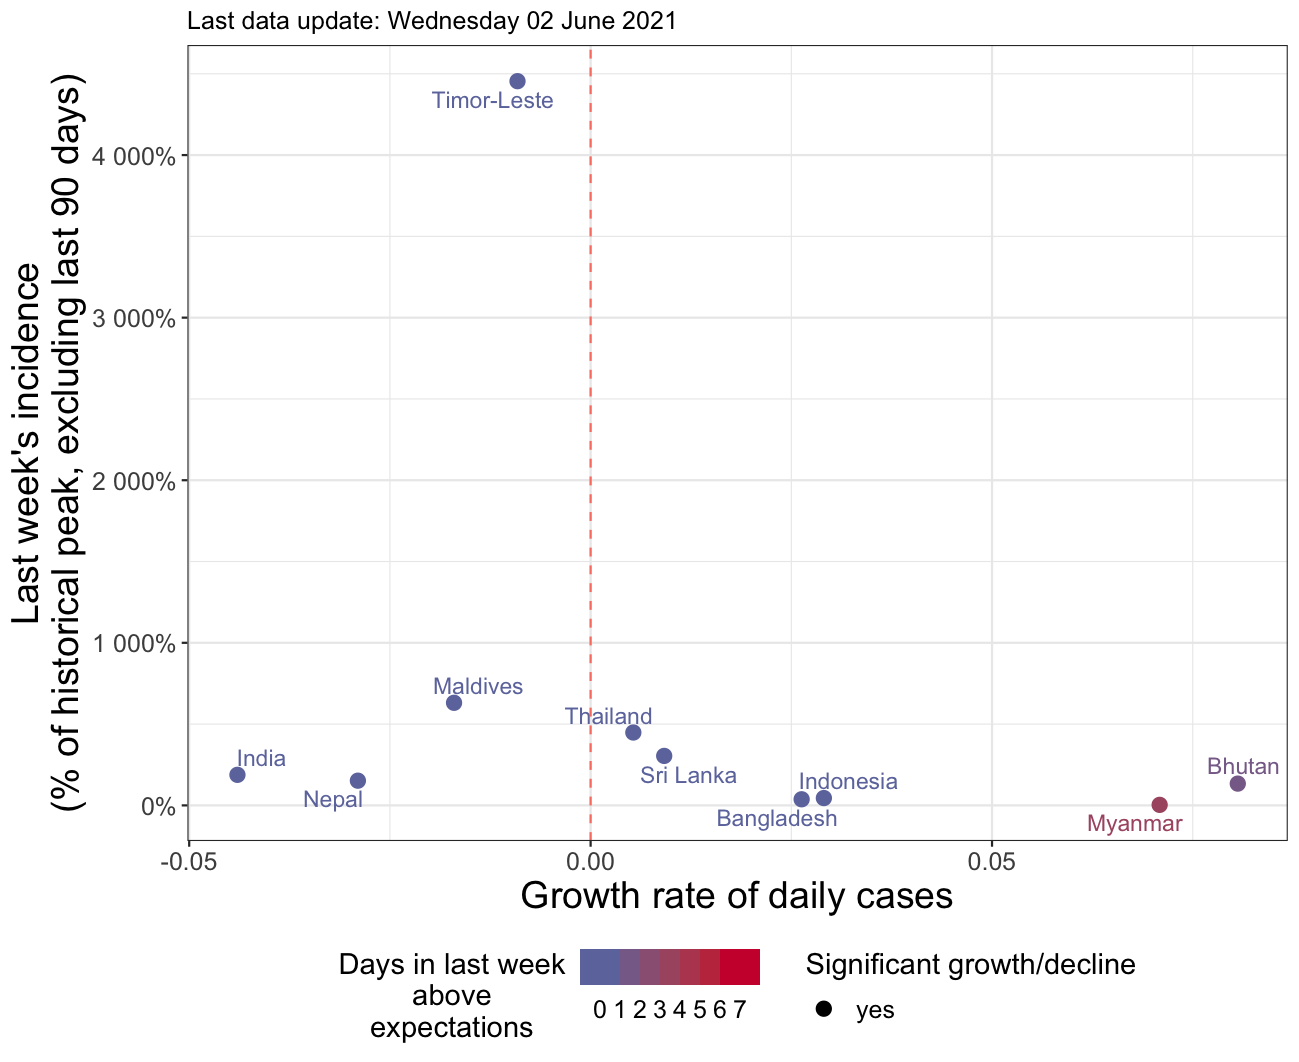 Last data update: Wednesday 02 June 2021
Last week's incidence
(% of historical peak, excluding last 90 days)
4 000%
3 000%
2 000%
1 000%
0%
Timor-Leste
Maldives
Thailand
India
Nepal
Sri Lanka
Indonesia
Bangladesh
Bhutan
Myanmar
-0.05
0.00
0.05
Growth rate of daily cases
Days in last week
above
expectations
0 1 2 3 4 5 6 7
Significant growth/decline
yes